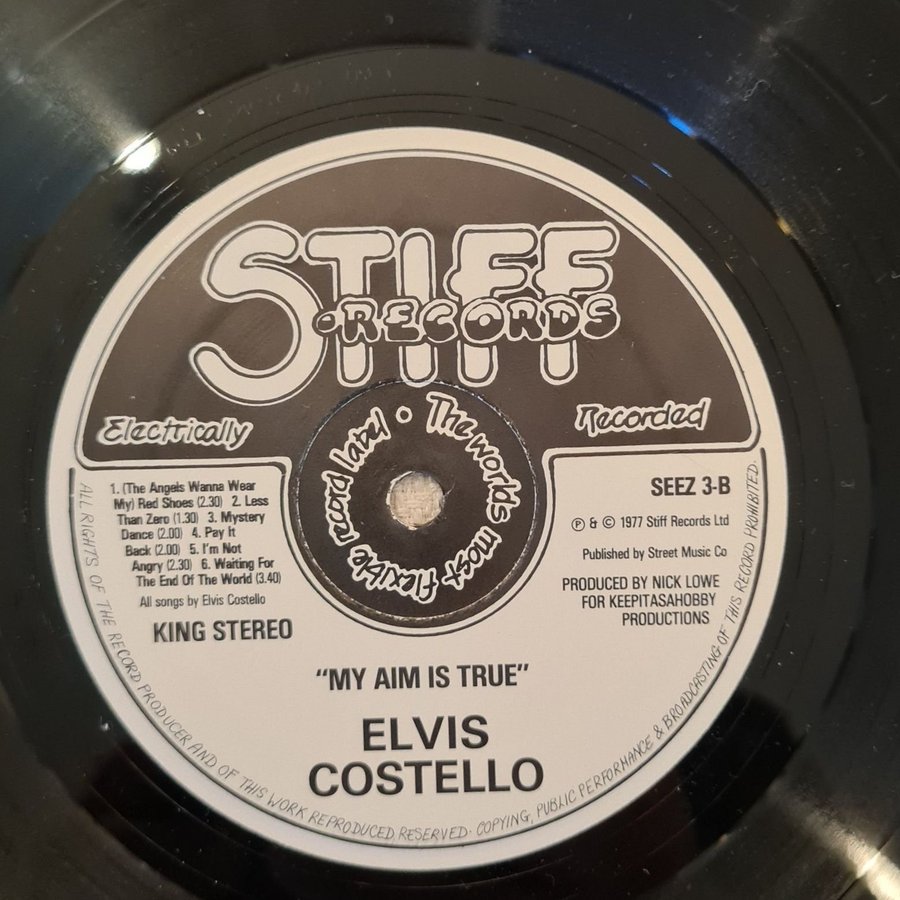 STIFF
RECORDS
Electrically
Recorded
The worlds most flexible record label •
1. (The Angels Wanna Wear
My) Red Shoes (2.30) 2. Less
Than Zero (1.30) 3. Mystery
Dance (2.00) 4. Pay It
Back (2.00) 5. I'm Not
Angry (2.30) 6. Waiting For
The End Of The World (3.40)
All songs by Elvis Costello
KING STEREO
SEEZ 3-B
℗ & © 1977 Stiff Records Ltd
Published by Street Music Co
PRODUCED BY NICK LOWE
FOR KEEPITASAHOBBY
PRODUCTIONS
"MY AIM IS TRUE"
ELVIS
COSTELLO
ALL RIGHTS OF THE RECORD PRODUCER AND OF THIS WORK REPRODUCED RESERVED · COPYING, PUBLIC PERFORMANCE & BROADCASTING OF THIS RECORD PROHIBITED.